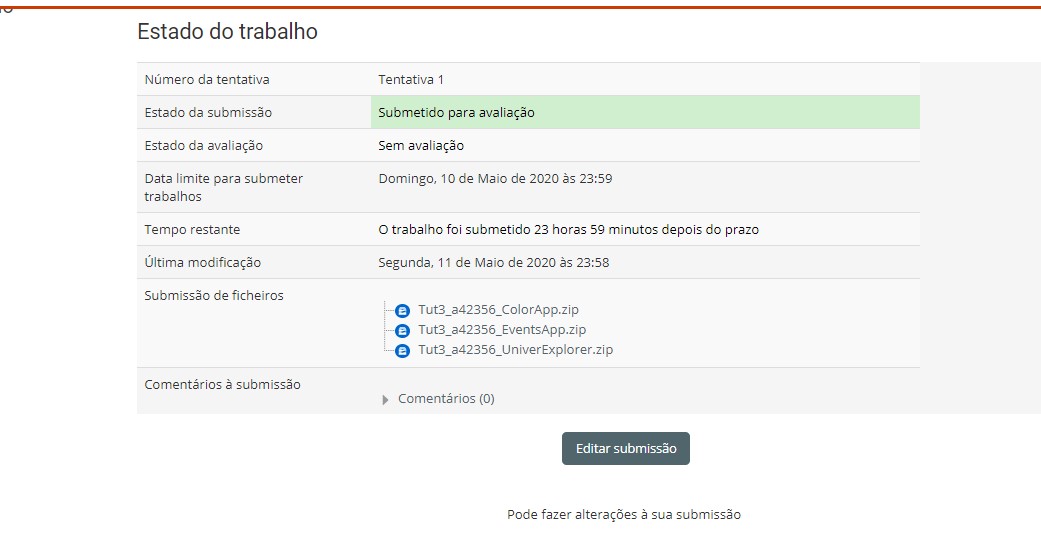 Estado do trabalho
Número da tentativa Tentativa 1
Estado da submissão Submetido para avaliação
Estado da avaliação Sem avaliação
Data limite para submeter trabalhos Domingo, 10 de Maio de 2020 às 23:59
Tempo restante O trabalho foi submetido 23 horas 59 minutos depois do prazo
Última modificação Segunda, 11 de Maio de 2020 às 23:58
Submissão de ficheiros
Tut3_a42356_ColorApp.zip
Tut3_a42356_EventsApp.zip
Tut3_a42356_UniverExplorer.zip
Comentários à submissão
Comentários (0)
Editar submissão
Pode fazer alterações à sua submissão